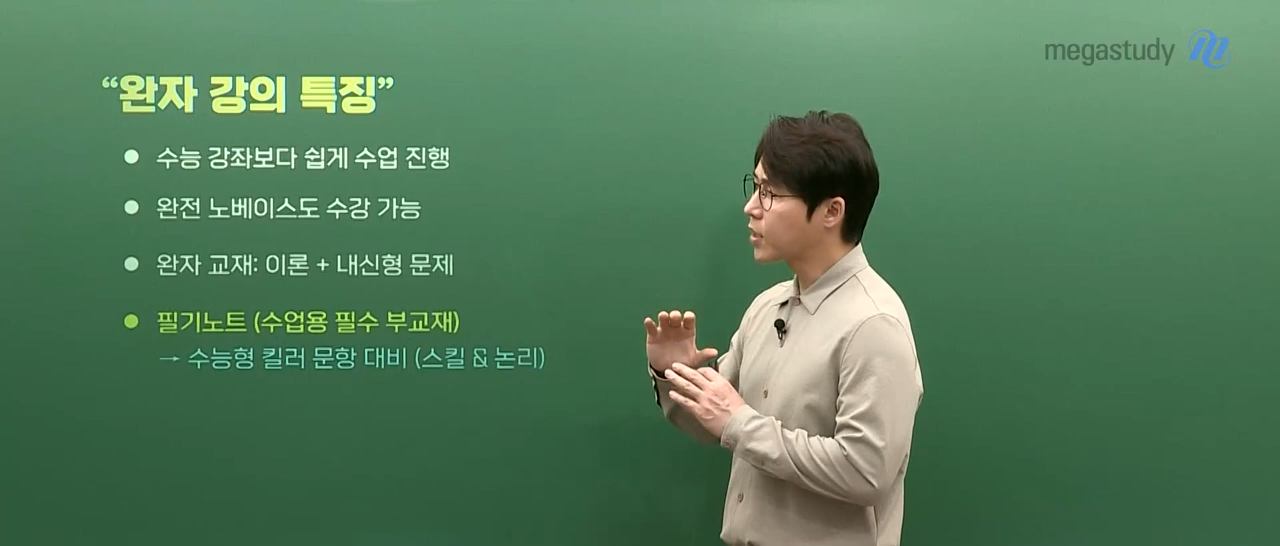 megastudy
“완자 강의 특징”
수능 강좌보다 쉽게 수업 진행
완전 노베이스도 수강 가능
완자 교재: 이론 + 내신형 문제
필기노트 (수업용 필수 부교재)
→ 수능형 킬러 문항 대비 (스킬 & 논리)